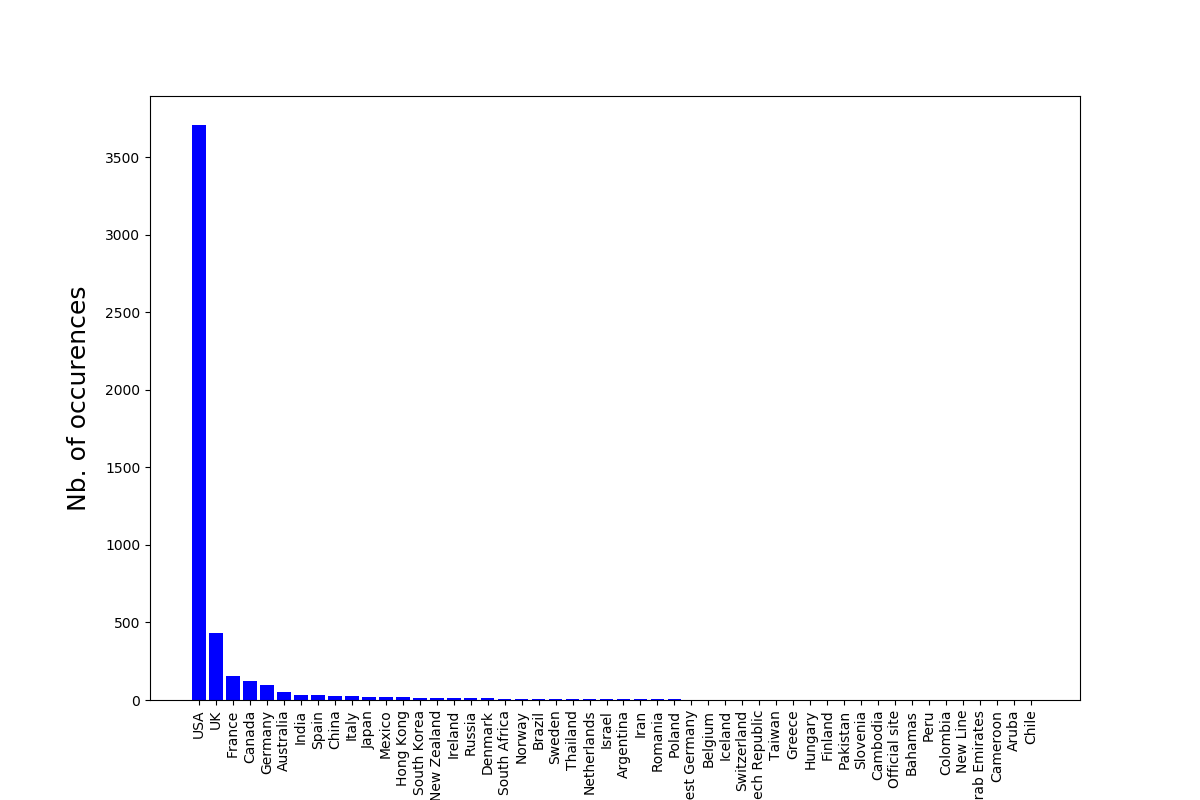 Nb. of occurences
3500
3000
2500
2000
1500
1000
500
0
USA
UK
France
Canada
Germany
Australia
India
Spain
China
Italy
Japan
Mexico
Hong Kong
South Korea
New Zealand
Ireland
Russia
Denmark
South Africa
Norway
Brazil
Sweden
Thailand
Netherlands
Israel
Argentina
Iran
Romania
Poland
est Germany
Belgium
Iceland
Switzerland
ech Republic
Taiwan
Greece
Hungary
Finland
Pakistan
Slovenia
Cambodia
Official site
Bahamas
Peru
Colombia
New Line
rab Emirates
Cameroon
Aruba
Chile